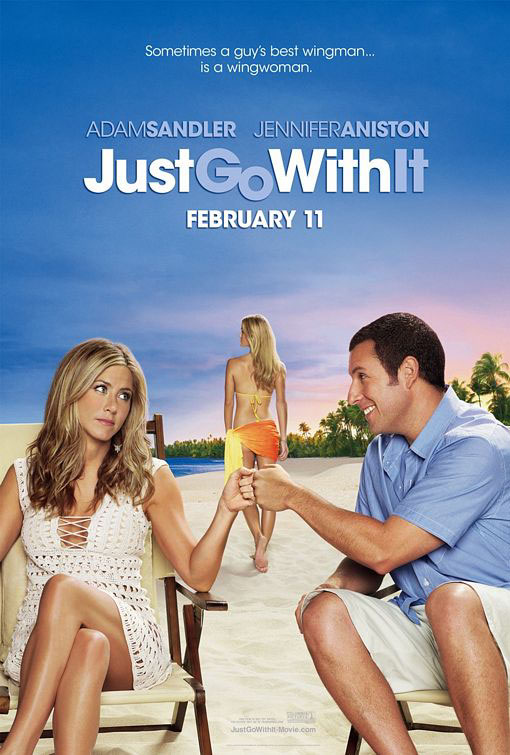 Sometimes a guy's best wingman...
is a wingwoman.
ADAMSANDLER JENNIFERANISTON
JustGoWithIt
FEBRUARY 11
JustGoWithIt-Movie.com